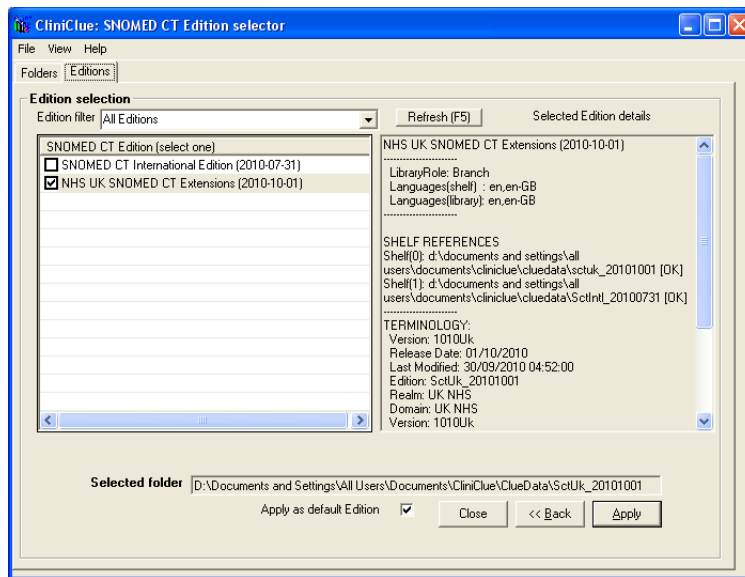 CliniClue: SNOMED CT Edition selector
File View Help
Folders Editions
Edition selection
Edition filter All Editions Refresh (F5) Selected Edition details
SNOMED CT Edition (select one)
SNOMED CT International Edition (2010-07-31)
NHS UK SNOMED CT Extensions (2010-10-01)
NHS UK SNOMED CT Extensions (2010-10-01)
----------------------
LibraryRole: Branch
Languages(shelf) : en,en-GB
Languages(library): en,en-GB
----------------------
SHELF REFERENCES
Shelf(0): d:\documents and settings\all
users\documents\cliniclue\cluedata\sctuk_20101001 [OK]
Shelf(1): d:\documents and settings\all
users\documents\cliniclue\cluedata\SctIntl_20100731 [OK]
----------------------
TERMINOLOGY:
Version: 1010Uk
Release Date: 01/10/2010
Last Modified: 30/09/2010 04:52:00
Edition: SctUk_20101001
Realm: UK NHS
Domain: UK NHS
Version: 1010Uk
Selected folder D:\Documents and Settings\All Users\Documents\CliniClue\ClueData\SctUk_20101001
Apply as default Edition Close << Back Apply